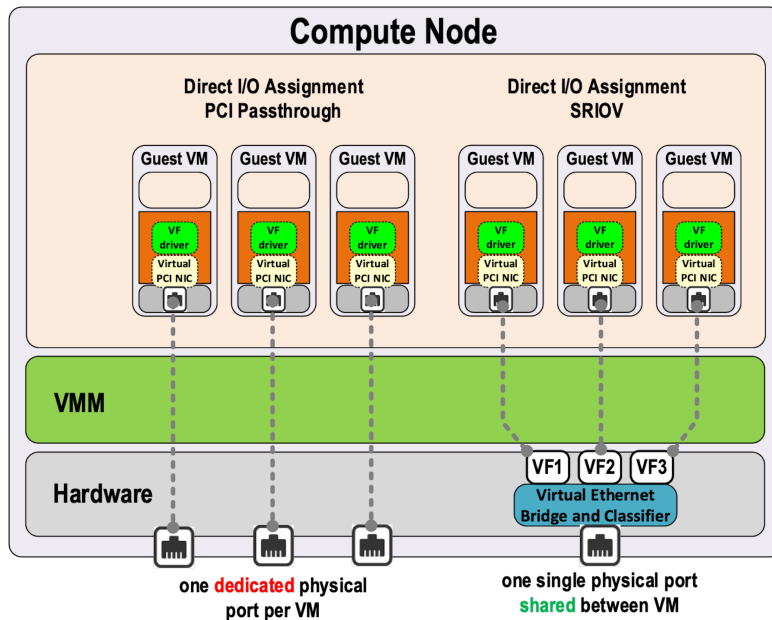 Compute Node
Direct I/O Assignment
PCI Passthrough
Direct I/O Assignment
SRIOV
Guest VM
Guest VM
Guest VM
Guest VM
Guest VM
Guest VM
VF
driver
Virtual
PCI NIC
VF
driver
Virtual
PCI NIC
VF
driver
Virtual
PCI NIC
VF
driver
Virtual
PCI NIC
VF
driver
Virtual
PCI NIC
VF
driver
Virtual
PCI NIC
VMM
Hardware
VF1
VF2
VF3
Virtual Ethernet
Bridge and Classifier
one dedicated physical
port per VM
one single physical port
shared between VM